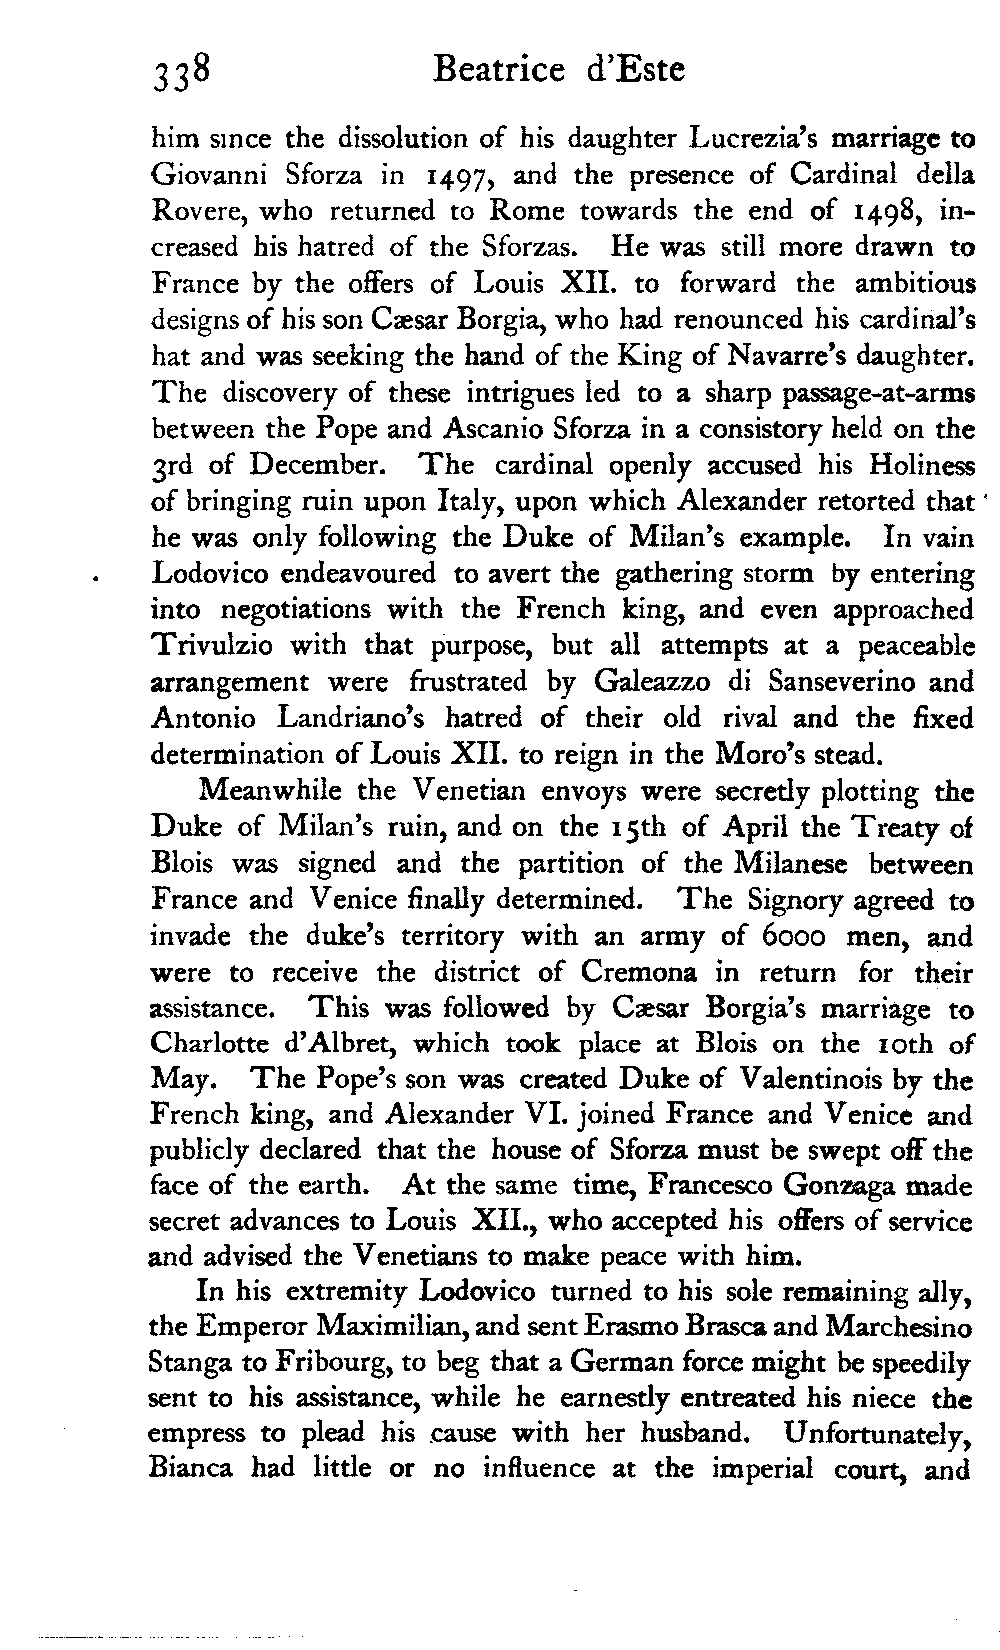 338 Beatrice d'Este
him since the dissolution of his daughter Lucrezia's marriage to
Giovanni Sforza in 1497, and the presence of Cardinal della
Rovere, who returned to Rome towards the end of 1498, in-
creased his hatred of the Sforzas. He was still more drawn to
France by the offers of Louis XII. to forward the ambitious
designs of his son Cæsar Borgia, who had renounced his cardinal's
hat and was seeking the hand of the King of Navarre's daughter.
The discovery of these intrigues led to a sharp passage-at-arms
between the Pope and Ascanio Sforza in a consistory held on the
3rd of December. The cardinal openly accused his Holiness
of bringing ruin upon Italy, upon which Alexander retorted that
he was only following the Duke of Milan's example. In vain
Lodovico endeavoured to avert the gathering storm by entering
into negotiations with the French king, and even approached
Trivulzio with that purpose, but all attempts at a peaceable
arrangement were frustrated by Galeazzo di Sanseverino and
Antonio Landriano's hatred of their old rival and the fixed
determination of Louis XII. to reign in the Moro's stead.
Meanwhile the Venetian envoys were secretly plotting the
Duke of Milan's ruin, and on the 15th of April the Treaty of
Blois was signed and the partition of the Milanese between
France and Venice finally determined. The Signory agreed to
invade the duke's territory with an army of 6000 men, and
were to receive the district of Cremona in return for their
assistance. This was followed by Cæsar Borgia's marriage to
Charlotte d'Albret, which took place at Blois on the 10th of
May. The Pope's son was created Duke of Valentinois by the
French king, and Alexander VI. joined France and Venice and
publicly declared that the house of Sforza must be swept off the
face of the earth. At the same time, Francesco Gonzaga made
secret advances to Louis XII., who accepted his offers of service
and advised the Venetians to make peace with him.
In his extremity Lodovico turned to his sole remaining ally,
the Emperor Maximilian, and sent Erasmo Brasca and Marchesino
Stanga to Fribourg, to beg that a German force might be speedily
sent to his assistance, while he earnestly entreated his niece the
empress to plead his cause with her husband. Unfortunately,
Bianca had little or no influence at the imperial court, and